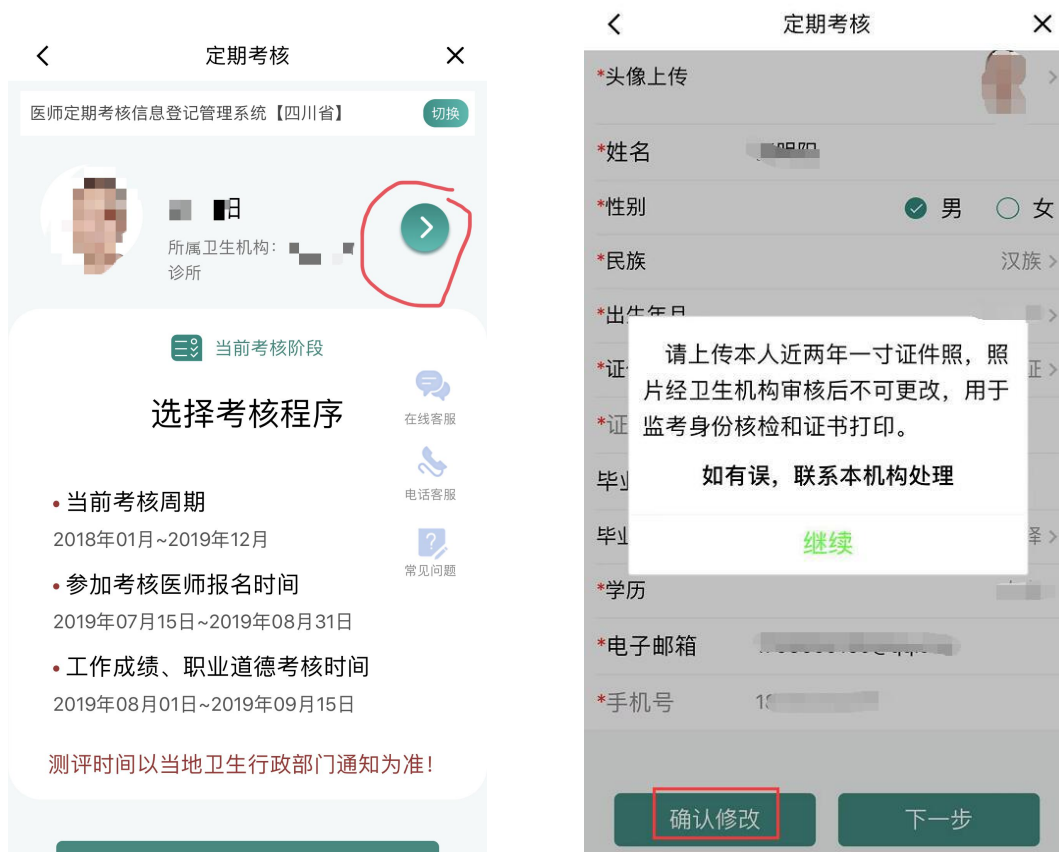 定期考核
医师定期考核信息登记管理系统【四川省】
切换
所属卫生机构：
诊所
当前考核阶段
选择考核程序
在线客服
电话客服
常见问题
当前考核周期
2018年01月~2019年12月
参加考核医师报名时间
2019年07月15日~2019年08月31日
工作成绩、职业道德考核时间
2019年08月01日~2019年09月15日
测评时间以当地卫生行政部门通知为准！
定期考核
*头像上传
*姓名
*性别 男 女
*民族 汉族
*出生年月
*证
请上传本人近两年一寸证件照，照
片经卫生机构审核后不可更改，用于
监考身份核检和证书打印。
如有误，联系本机构处理
继续
*证
毕业
毕业
*学历
*电子邮箱
*手机号
确认修改
下一步